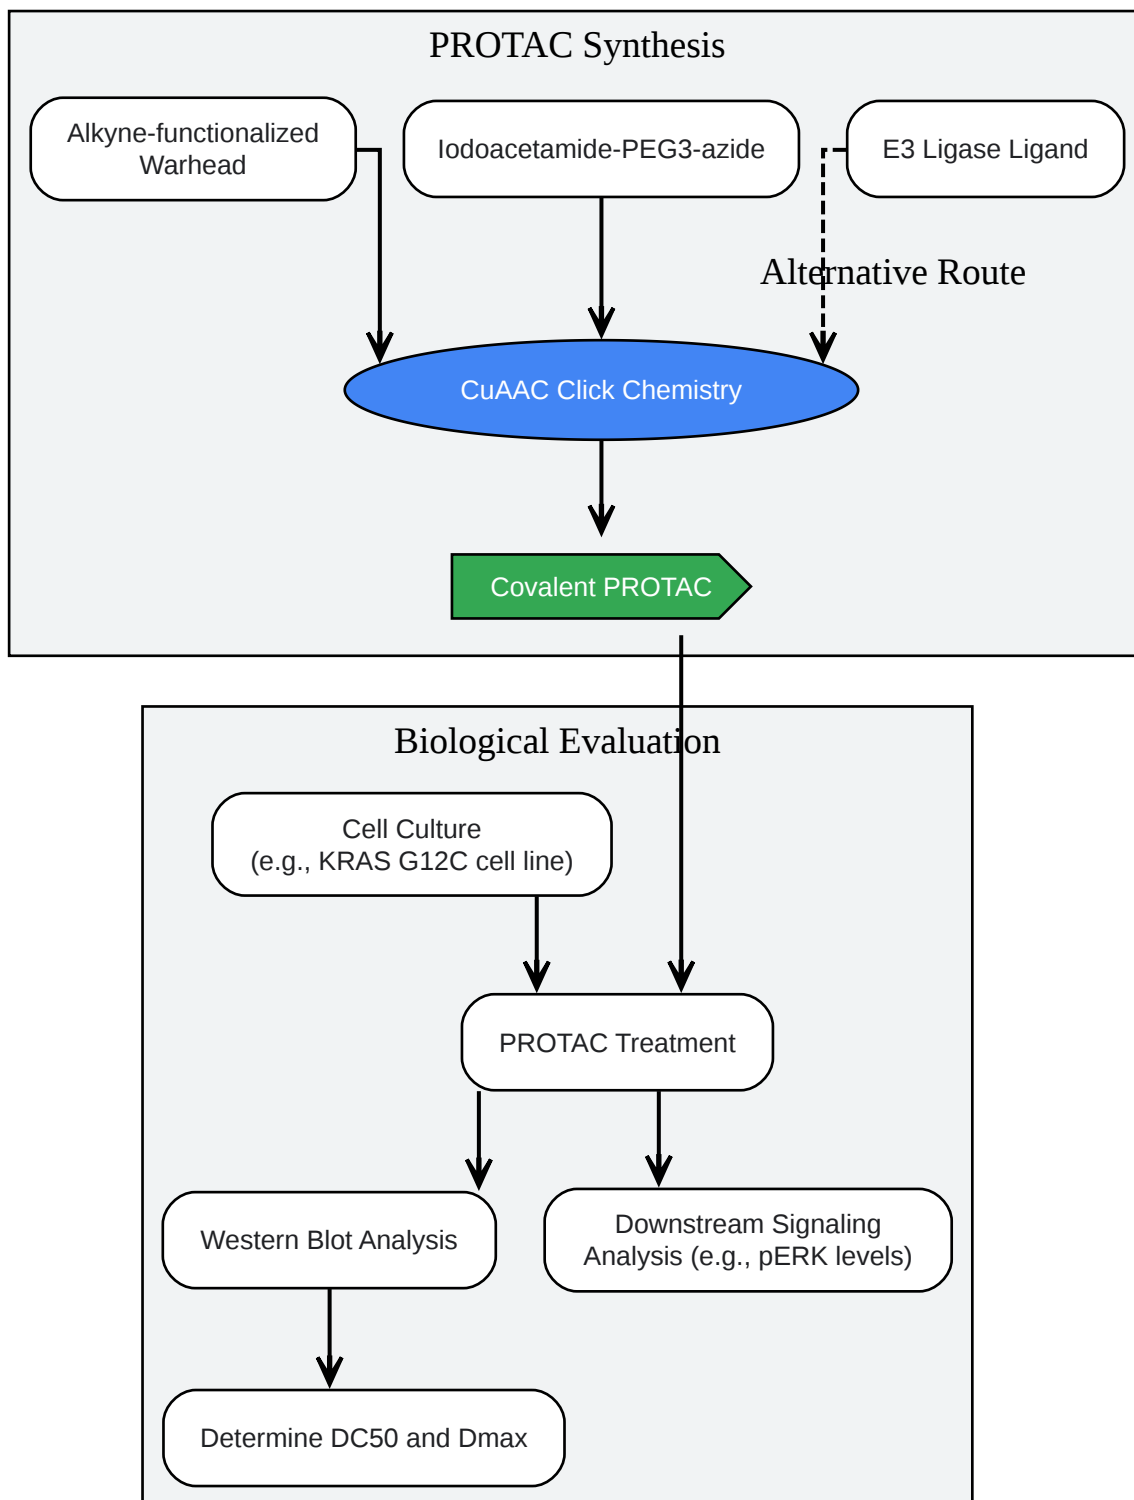 PROTAC Synthesis
Alkyne-functionalized
Warhead
Iodoacetamide-PEG3-azide
E3 Ligase Ligand
Alternative Route
CuAAC Click Chemistry
Covalent PROTAC
Biological Evaluation
Cell Culture
(e.g., KRAS G12C cell line)
PROTAC Treatment
Western Blot Analysis
Downstream Signaling
Analysis (e.g., pERK levels)
Determine DC50 and Dmax